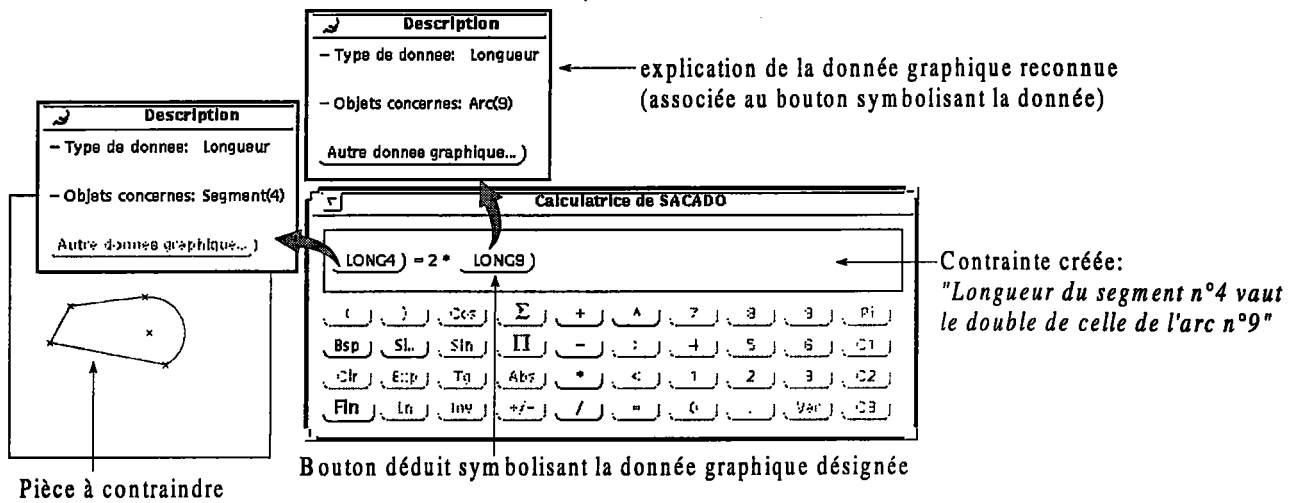 Description
– Type de donnee: Longueur
– Objets concernes: Arc(9)
Autre donnee graphique...)
explication de la donnée graphique reconnue
(associée au bouton symbolisant la donnée)
Description
– Type de donnee: Longueur
– Objets concernes: Segment(4)
Autre donnee graphique...)
Calculatrice de SACADO
LONG4) = 2 * LONG9)
Contrainte créée:
"Longueur du segment n°4 vaut
le double de celle de l'arc n°9"
( ) Cos Σ + ^ 7 8 9 Pi
Bsp Si.. Sin Π - : 4 5 6 C1
Clr Exp Tg Abs * < 1 2 3 C2
Fin Ln Inv +/- / = 0 . Var C3
Bouton déduit symbolisant la donnée graphique désignée
Pièce à contraindre